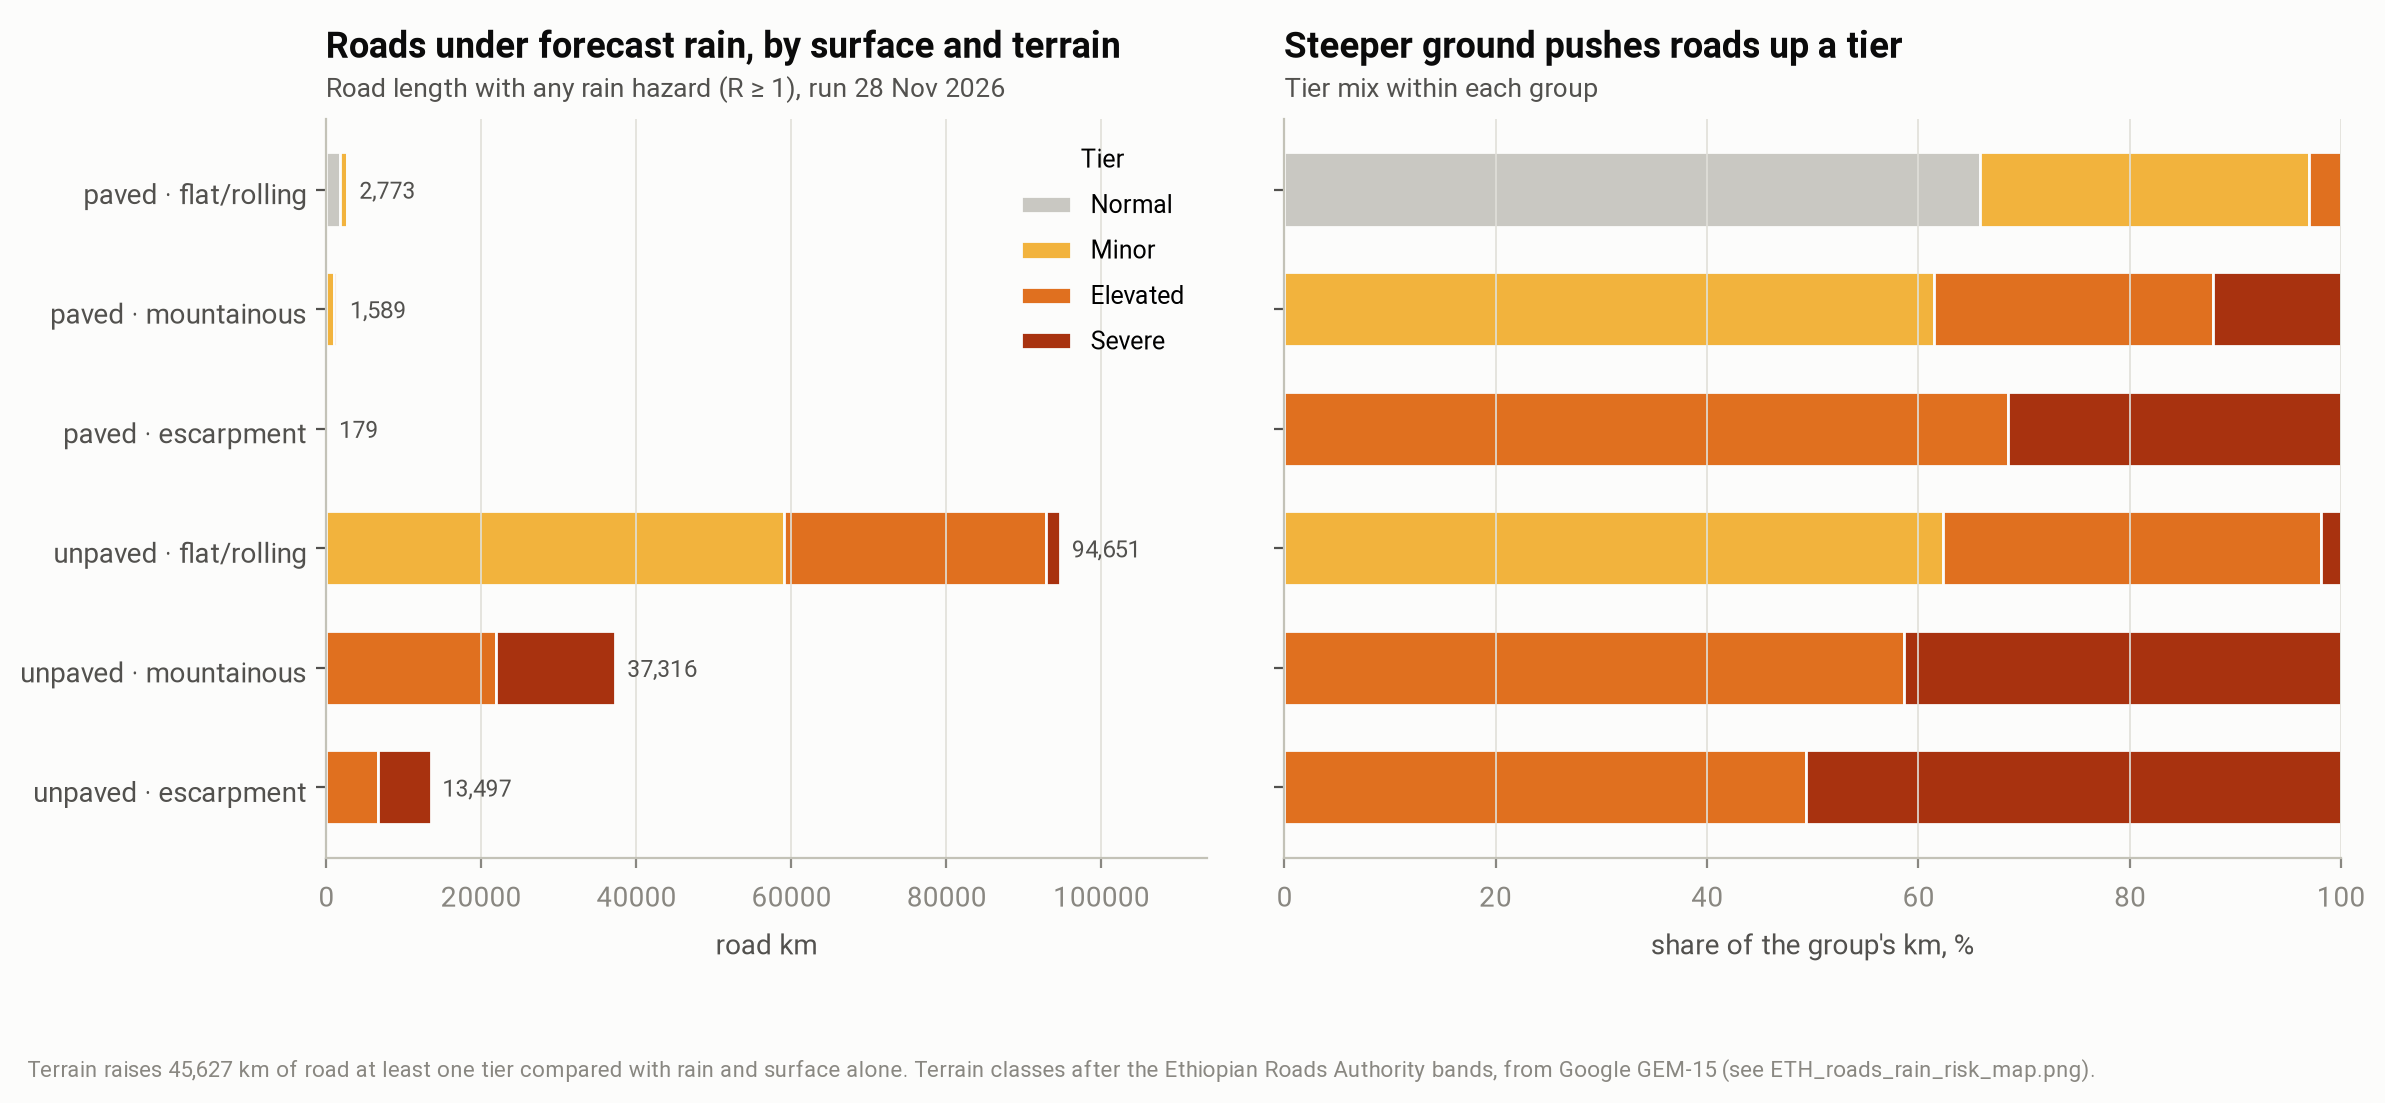 Roads under forecast rain, by surface and terrain
Road length with any rain hazard (R ≥ 1), run 28 Nov 2026
Tier
Normal
Minor
Elevated
Severe
paved · flat/rolling
2,773
paved · mountainous
1,589
paved · escarpment
179
unpaved · flat/rolling
94,651
unpaved · mountainous
37,316
unpaved · escarpment
13,497
0 20000 40000 60000 80000 100000
road km
Steeper ground pushes roads up a tier
Tier mix within each group
0 20 40 60 80 100
share of the group's km, %
Terrain raises 45,627 km of road at least one tier compared with rain and surface alone. Terrain classes after the Ethiopian Roads Authority bands, from Google GEM-15 (see ETH_roads_rain_risk_map.png).